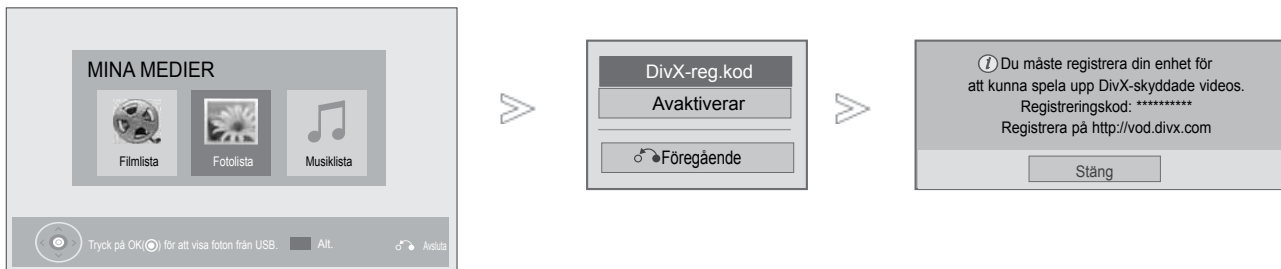 MINA MEDIER
Filmlista
Fotolista
Musiklista
Tryck på OK(◉) för att visa foton från USB.
Alt.
Avsluta
DivX-reg.kod
Avaktiverar
Föregående
Du måste registrera din enhet för
att kunna spela upp DivX-skyddade videos.
Registreringskod: **********
Registrera på http://vod.divx.com
Stäng